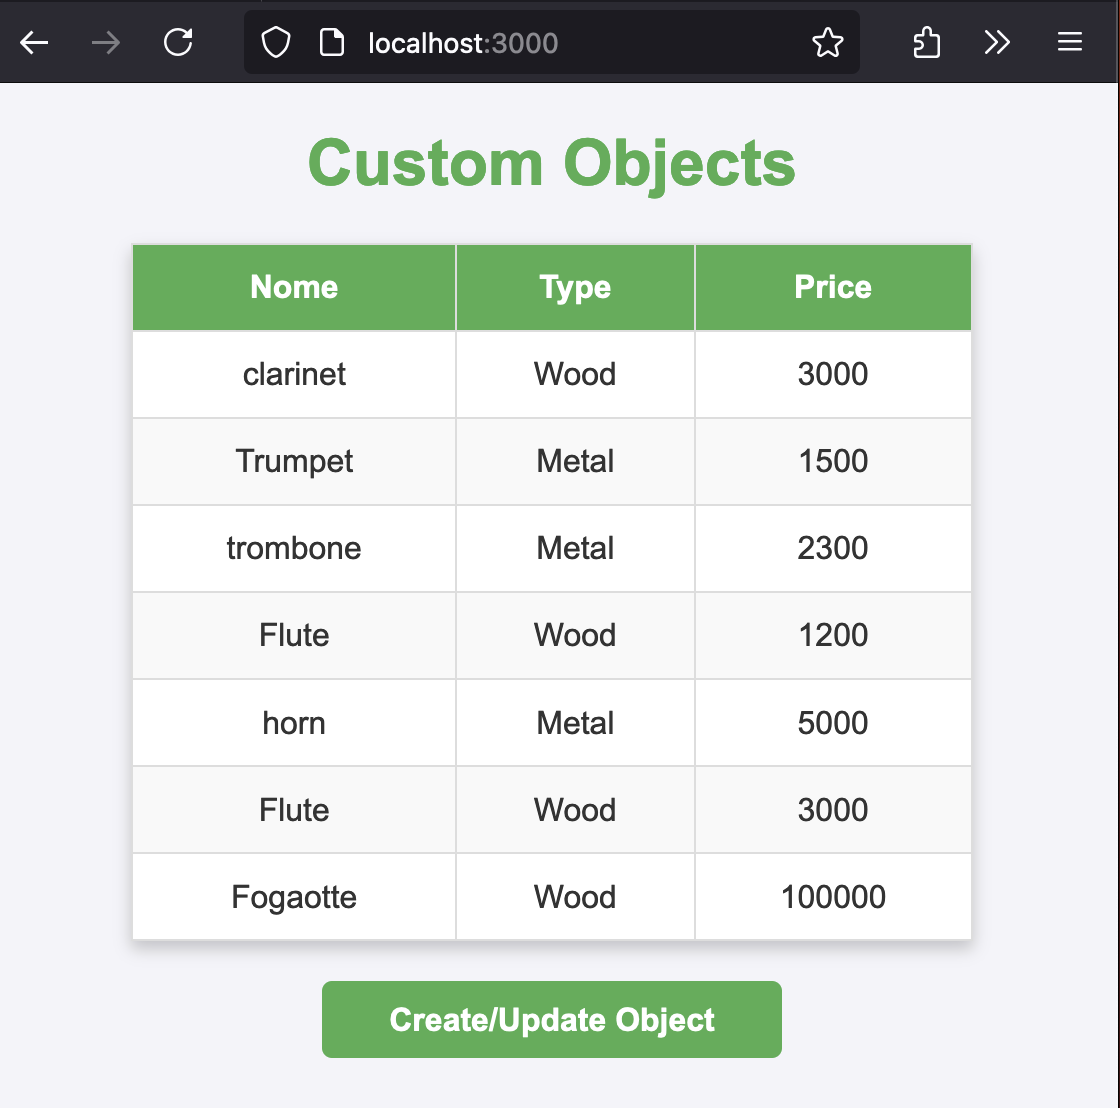 localhost:3000
Custom Objects
Nome Type Price
clarinet Wood 3000
Trumpet Metal 1500
trombone Metal 2300
Flute Wood 1200
horn Metal 5000
Flute Wood 3000
Fogaotte Wood 100000
Create/Update Object